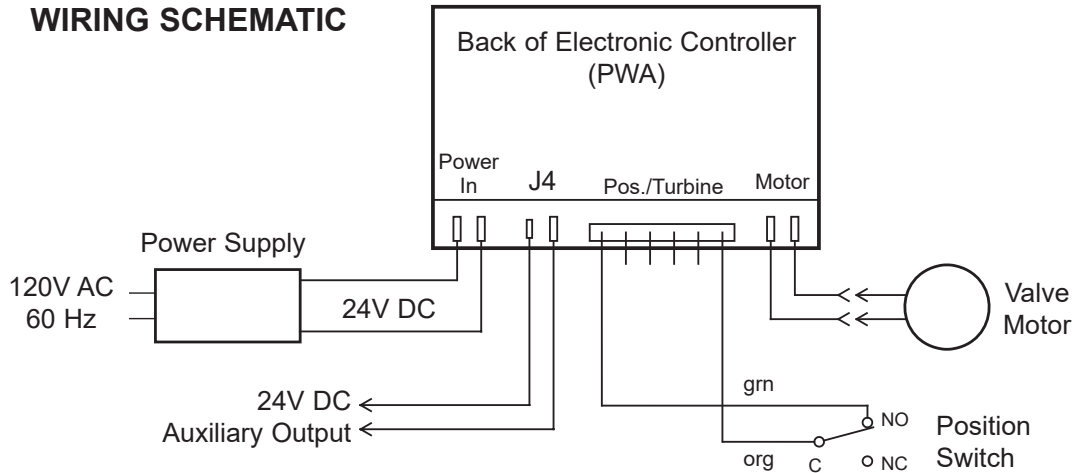 WIRING SCHEMATIC
Back of Electronic Controller
(PWA)
Power
In
J4
Pos./Turbine
Motor
Power Supply
120V AC
60 Hz
24V DC
Valve
Motor
24V DC
Auxiliary Output
grn
org
NO
C
NC
Position
Switch